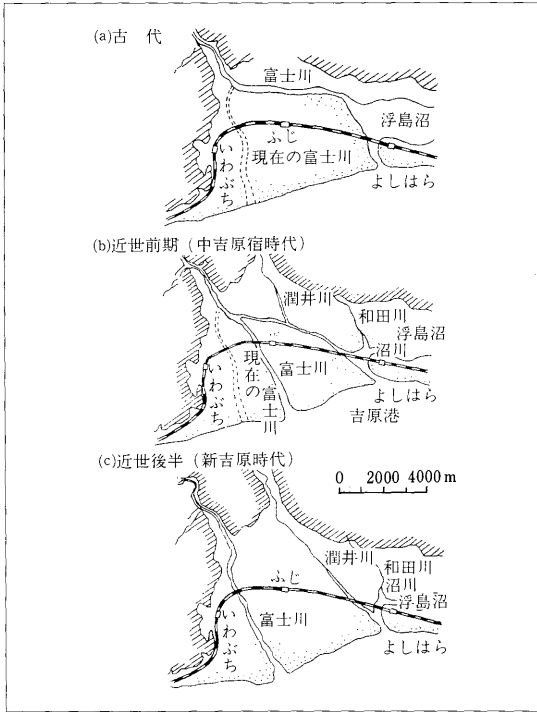 (a)古代
富士川
浮島沼
ふじ
現在の富士川
いわぶち
よしはら
(b)近世前期(中吉原宿時代)
潤井川
和田川
浮島沼
沼川
富士川
現在の富士川
いわぶち
よしはら
吉原港
(c)近世後半(新吉原時代)
0 2000 4000m
潤井川
和田川
沼川
浮島沼
ふじ
富士川
いわぶち
よしはら